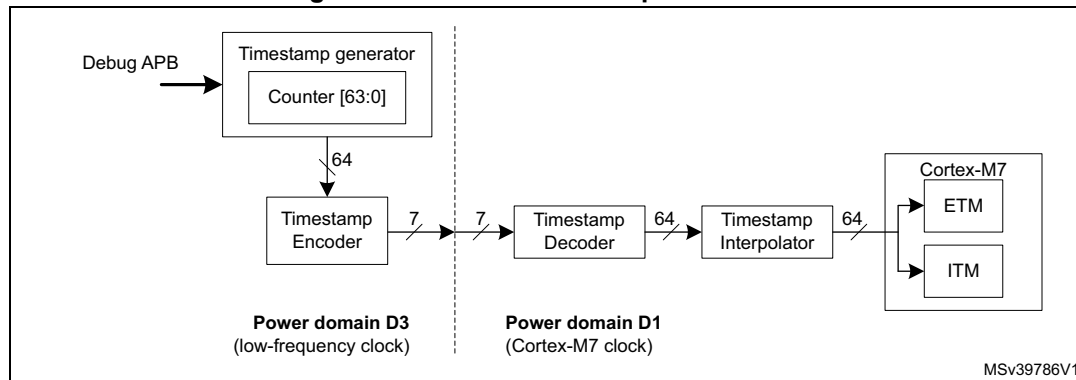 Debug APB
Timestamp generator
Counter [63:0]
64
Timestamp
Encoder
7
7
Timestamp
Decoder
64
Timestamp
Interpolator
64
Cortex-M7
ETM
ITM
Power domain D3
(low-frequency clock)
Power domain D1
(Cortex-M7 clock)
MSv39786V1